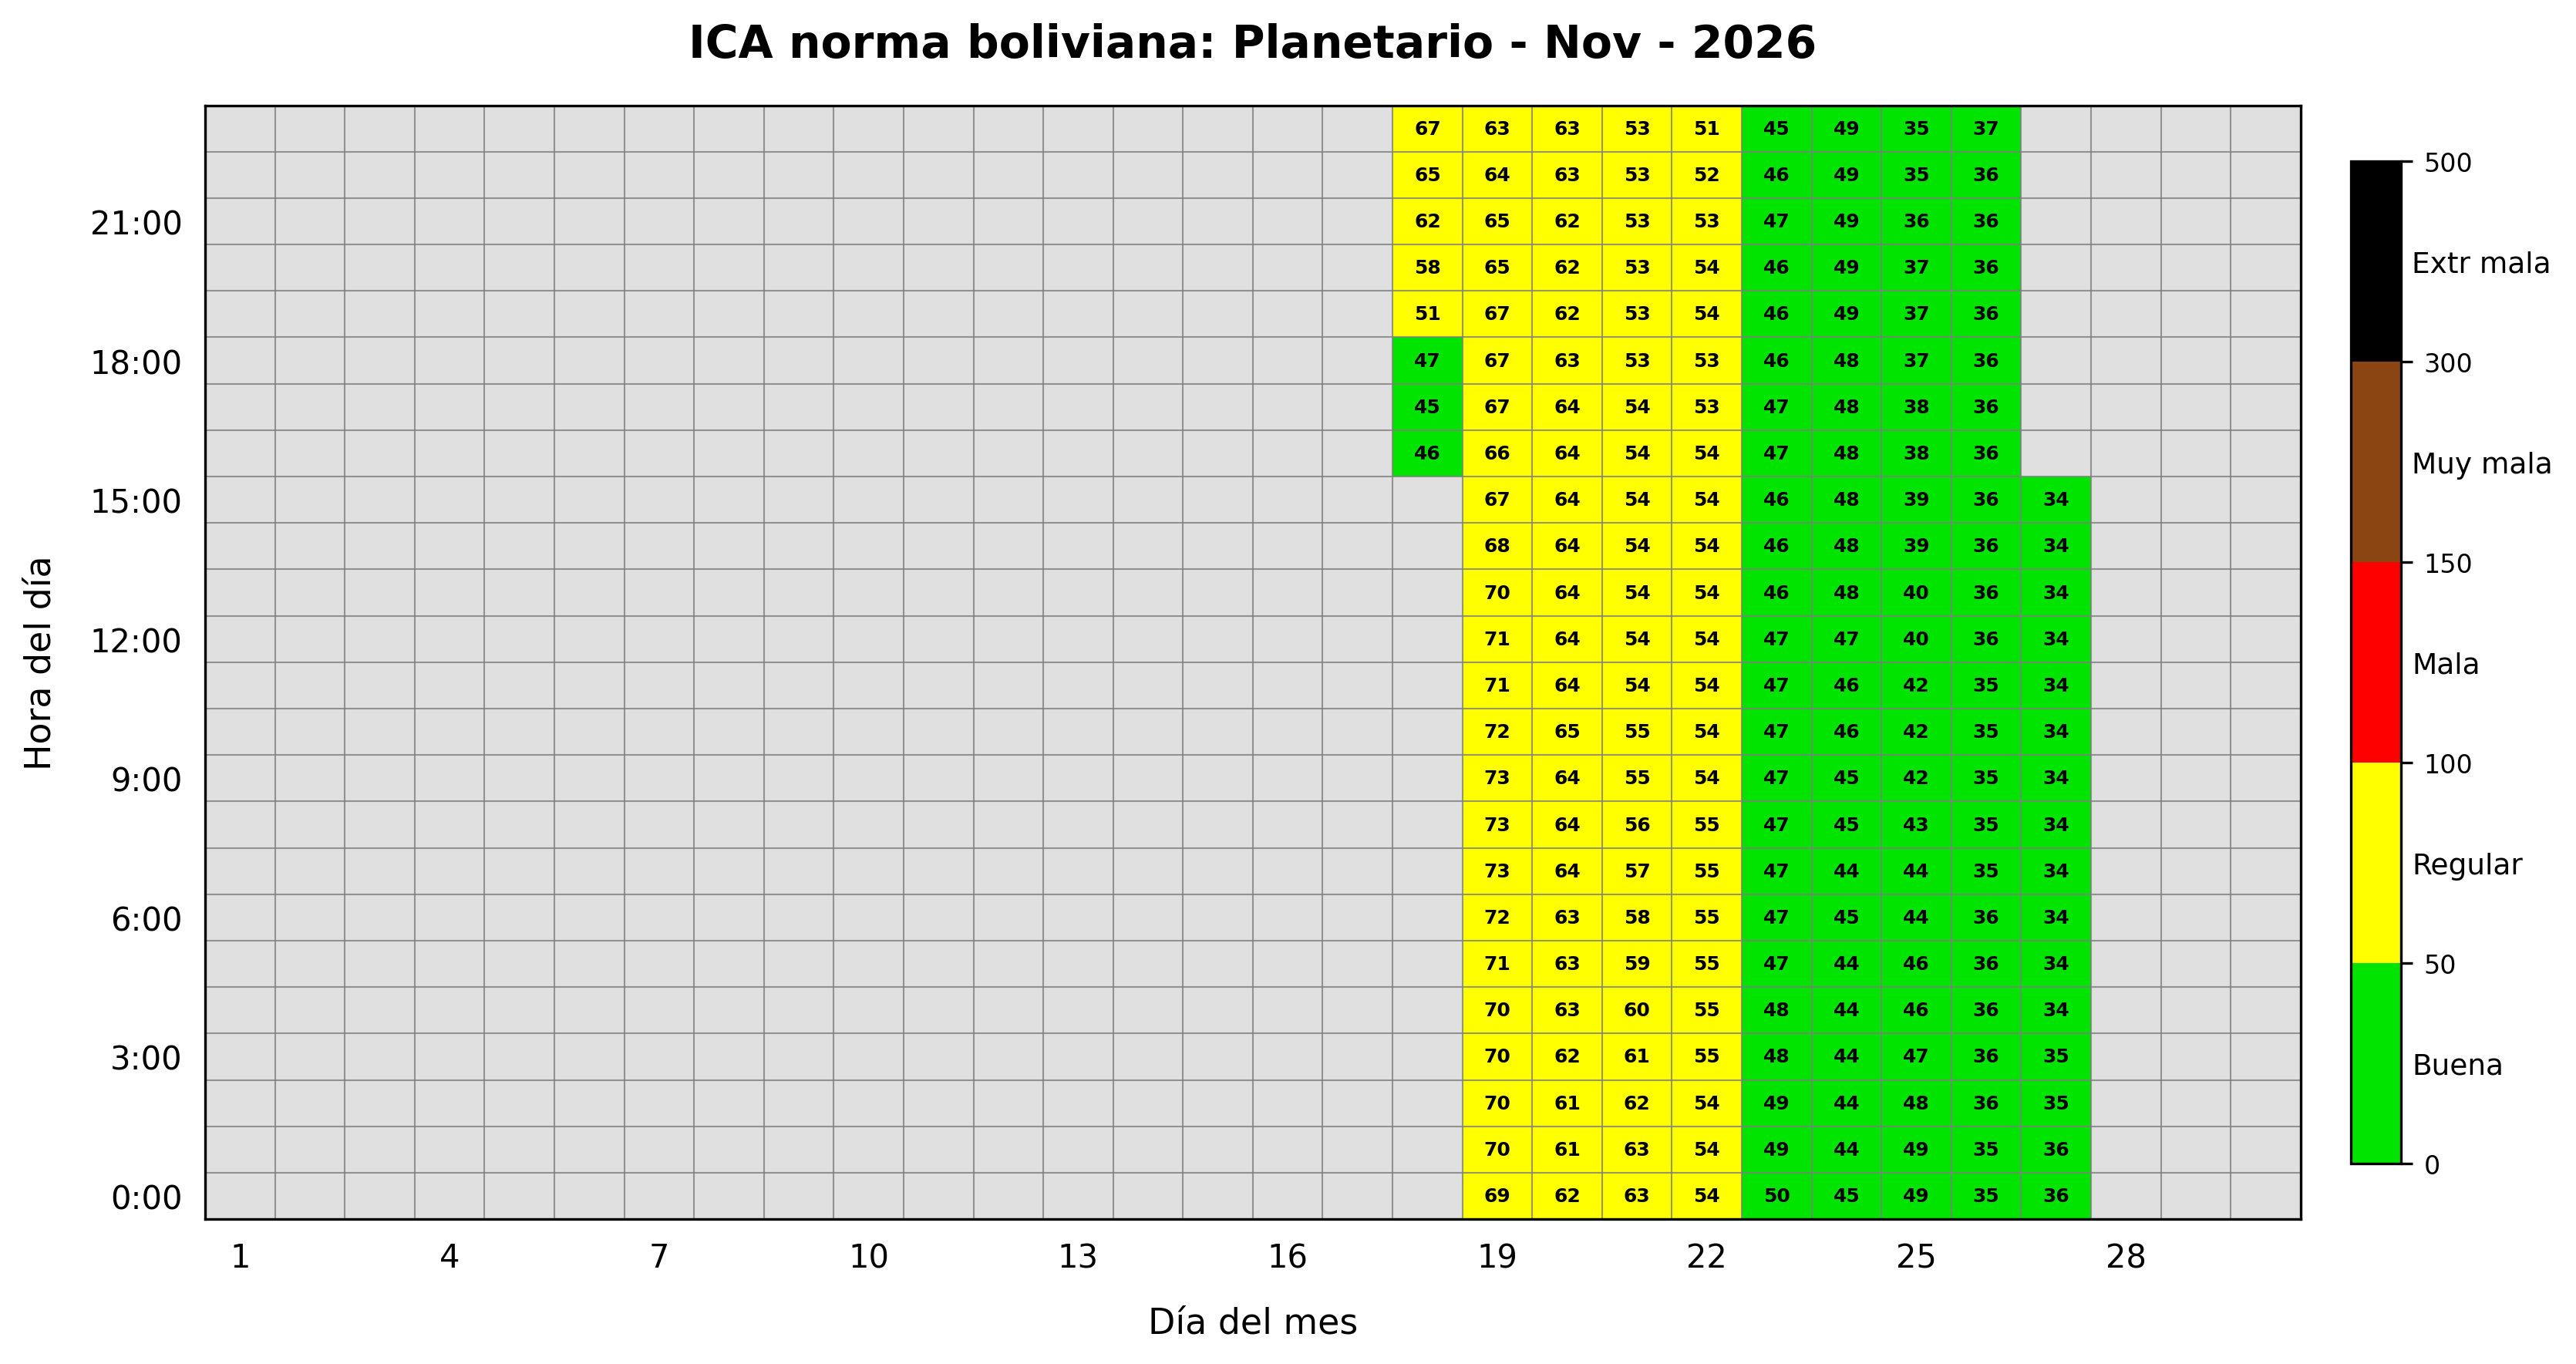 ICA norma boliviana: Planetario - Nov - 2026
67 63 63 53 51 45 49 35 37
65 64 63 53 52 46 49 35 36
21:00 62 65 62 53 53 47 49 36 36
58 65 62 53 54 46 49 37 36
51 67 62 53 54 46 49 37 36
18:00 47 67 63 53 53 46 48 37 36
45 67 64 54 53 47 48 38 36
46 66 64 54 54 47 48 38 36
15:00 67 64 54 54 46 48 39 36 34
68 64 54 54 46 48 39 36 34
70 64 54 54 46 48 40 36 34
12:00 71 64 54 54 47 47 40 36 34
71 64 54 54 47 46 42 35 34
72 65 55 54 47 46 42 35 34
9:00 73 64 55 54 47 45 42 35 34
73 64 56 55 47 45 43 35 34
73 64 57 55 47 44 44 35 34
6:00 72 63 58 55 47 45 44 36 34
71 63 59 55 47 44 46 36 34
70 63 60 55 48 44 46 36 34
3:00 70 62 61 55 48 44 47 36 35
70 61 62 54 49 44 48 36 35
70 61 63 54 49 44 49 35 36
0:00 69 62 63 54 50 45 49 35 36
1 4 7 10 13 16 19 22 25 28
Día del mes
Hora del día
500
Extr mala
300
Muy mala
150
Mala
100
Regular
50
Buena
0